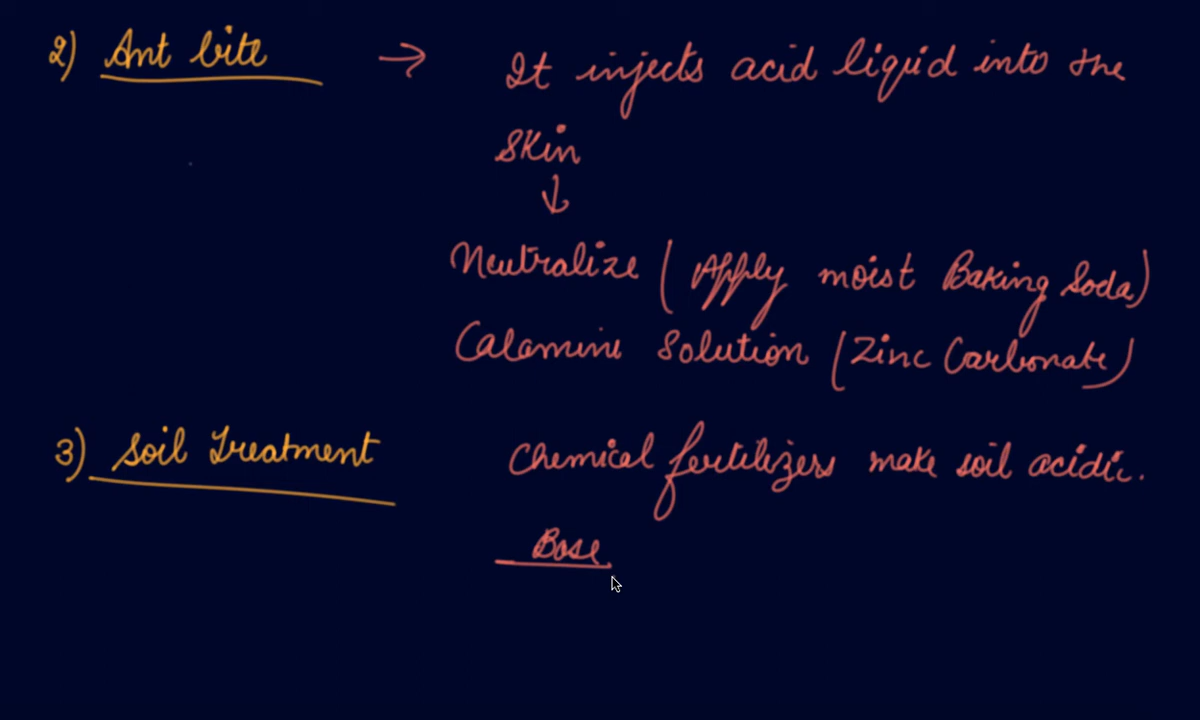 2) Ant bite → It injects acid liquid into the
Skin
↓
Neutralize (Apply moist Baking Soda)
Calamine Solution (Zinc Carbonate)
3) Soil Treatment Chemical fertilizers make soil acidic.
Base